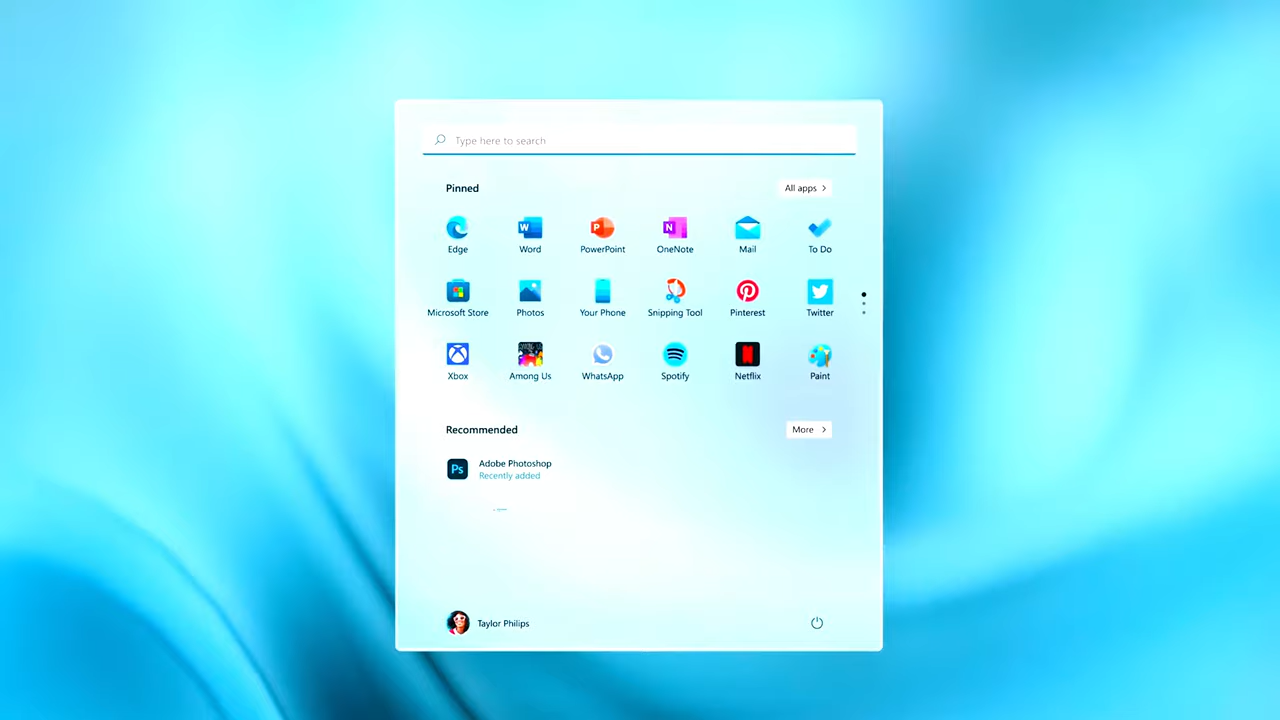 Type here to search
Pinned
All apps
Edge
Word
PowerPoint
OneNote
Mail
To Do
Microsoft Store
Photos
Your Phone
Snipping Tool
Pinterest
Twitter
Xbox
Among Us
WhatsApp
Spotify
Netflix
Paint
Recommended
More
Ps
Adobe Photoshop
Recently added
Taylor Philips